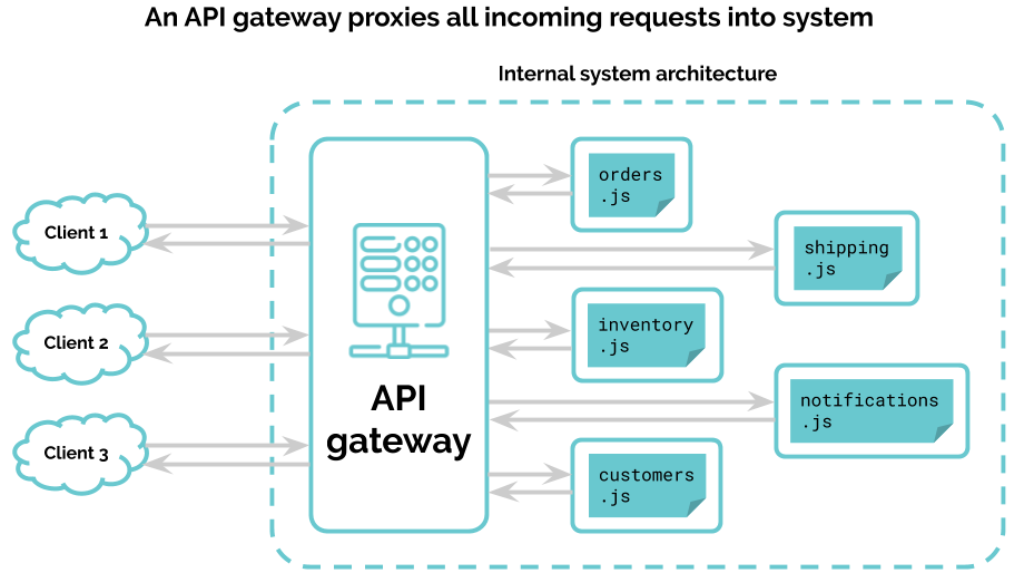 An API gateway proxies all incoming requests into system
Internal system architecture
Client 1
Client 2
Client 3
API
gateway
orders
.js
shipping
.js
inventory
.js
notifications
.js
customers
.js